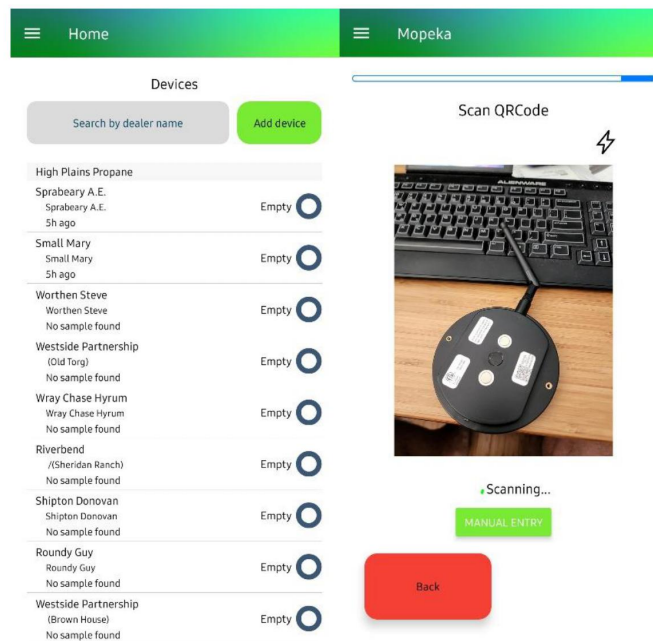 Home
Devices
Search by dealer name
Add device
High Plains Propane
Sprabeary A.E.
Sprabeary A.E.
5h ago
Empty
Small Mary
Small Mary
5h ago
Empty
Worthen Steve
Worthen Steve
No sample found
Empty
Westside Partnership
(Old Torg)
No sample found
Empty
Wray Chase Hyrum
Wray Chase Hyrum
No sample found
Empty
Riverbend
/(Sheridan Ranch)
No sample found
Empty
Shipton Donovan
Shipton Donovan
No sample found
Empty
Roundy Guy
Roundy Guy
No sample found
Empty
Westside Partnership
(Brown House)
No sample found
Empty
Mopeka
Scan QRCode
ALIENWARE
Scanning...
MANUAL ENTRY
Back